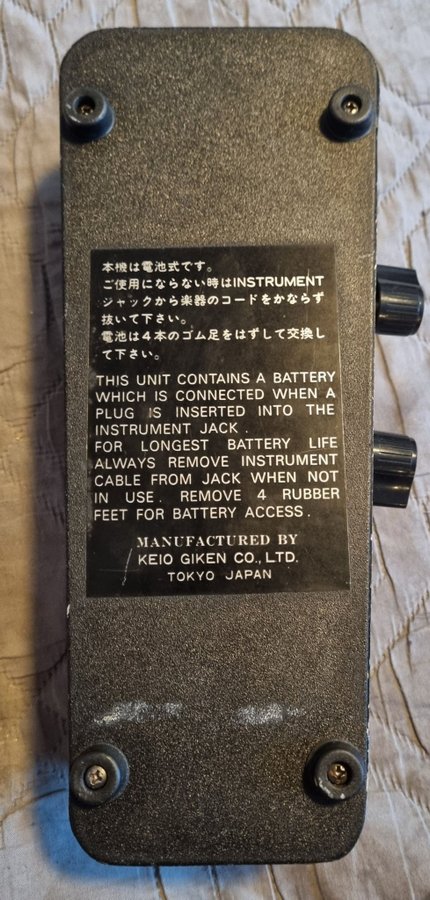 本機は電池式です。
ご使用にならない時はINSTRUMENT
ジャックから楽器のコードをかならず
抜いて下さい。
電池は4本のゴム足をはずして交換し
て下さい。
THIS UNIT CONTAINS A BATTERY
WHICH IS CONNECTED WHEN A
PLUG IS INSERTED INTO THE
INSTRUMENT JACK.
FOR LONGEST BATTERY LIFE
ALWAYS REMOVE INSTRUMENT
CABLE FROM JACK WHEN NOT
IN USE. REMOVE 4 RUBBER
FEET FOR BATTERY ACCESS.
MANUFACTURED BY
KEIO GIKEN CO., LTD.
TOKYO JAPAN